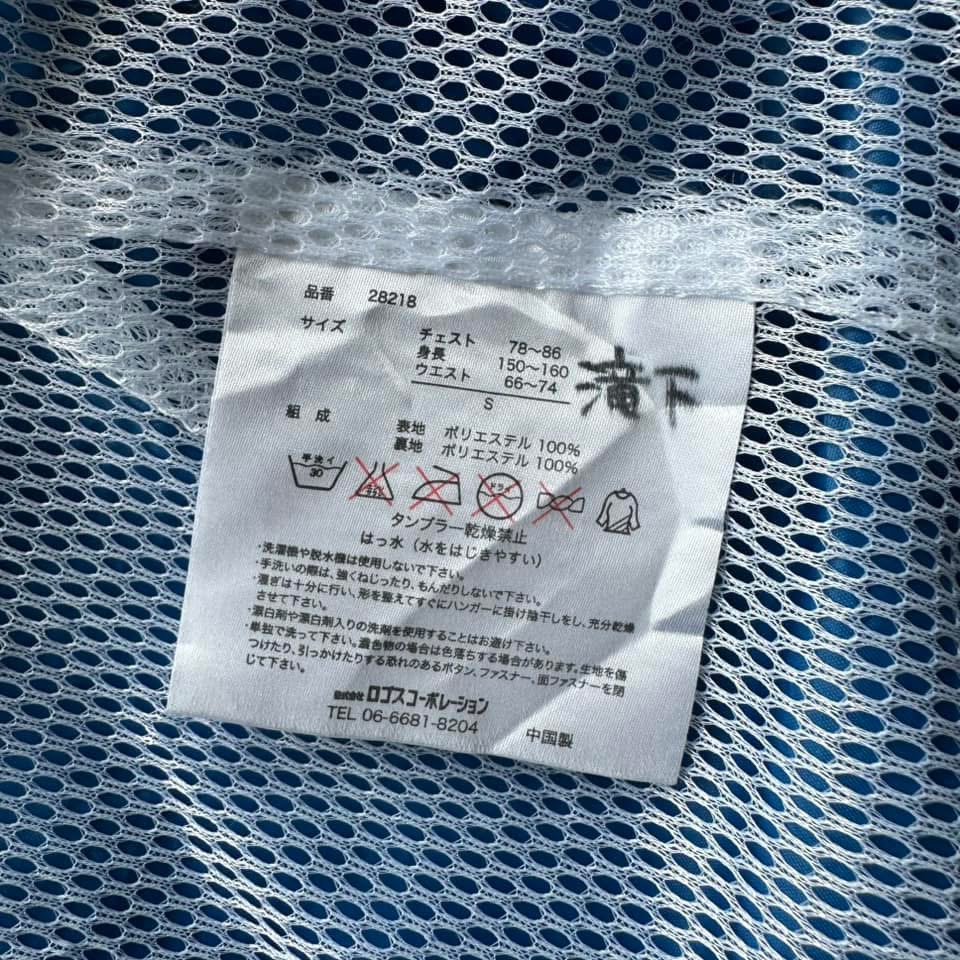 品番 28218
サイズ
チェスト 78〜86
身長 150〜160
ウエスト 66〜74
S
滝下
組成
表地 ポリエステル 100%
裏地 ポリエステル 100%
手洗イ
30
ドライ
タンブラー乾燥禁止
はっ水（水をはじきやすい）
・洗濯機や脱水機は使用しないで下さい。
・手洗いの際は、強くねじったり、もんだりしないで下さい。
・濯ぎは十分に行い、形を整えてすぐにハンガーに掛け陰干しをし、充分乾燥
させて下さい。
・漂白剤や漂白剤入りの洗剤を使用することはお避け下さい。
・単独で洗って下さい。濃色物の場合は色落ちする場合があります。生地を傷
つけたり、引っかけたりする恐れのあるボタン、ファスナー、面ファスナーを閉
じて下さい。
株式会社 ロゴスコーポレーション
TEL 06-6681-8204
中国製